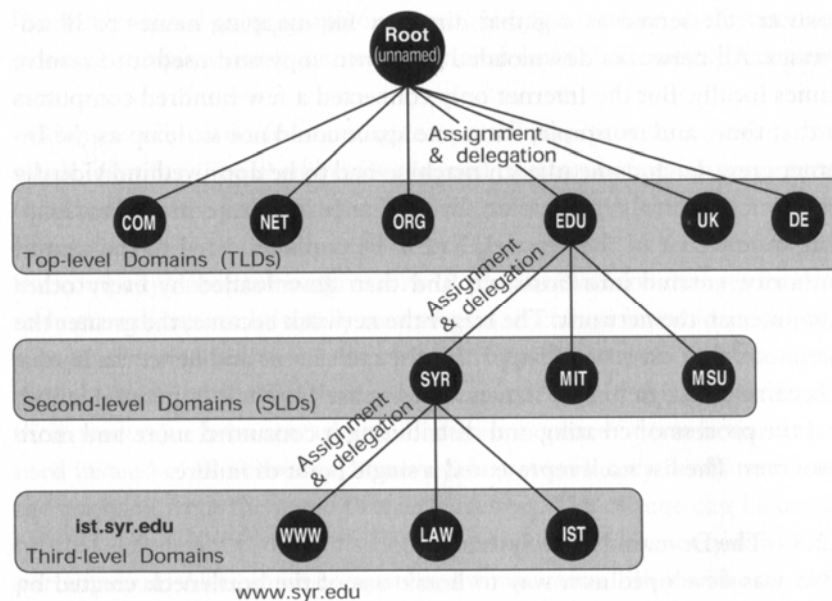 Root
(unnamed)
Assignment
& delegation
COM NET ORG EDU UK DE
Top-level Domains (TLDs)
Assignment
& delegation
SYR MIT MSU
Second-level Domains (SLDs)
Assignment
& delegation
ist.syr.edu
WWW LAW IST
Third-level Domains
www.syr.edu